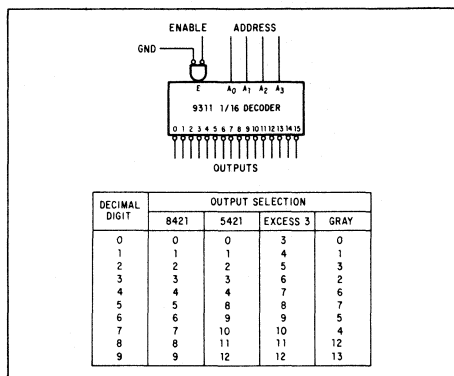 ENABLE ADDRESS
GND
E A0 A1 A2 A3
9311 1/16 DECODER
0 1 2 3 4 5 6 7 8 9 10 11 12 13 14 15
OUTPUTS
DECIMAL DIGIT OUTPUT SELECTION
8421 5421 EXCESS 3 GRAY
0 0 0 3 0
1 1 1 4 1
2 2 2 5 3
3 3 3 6 2
4 4 4 7 6
5 5 8 8 7
6 6 9 9 5
7 7 10 10 4
8 8 11 11 12
9 9 12 12 13